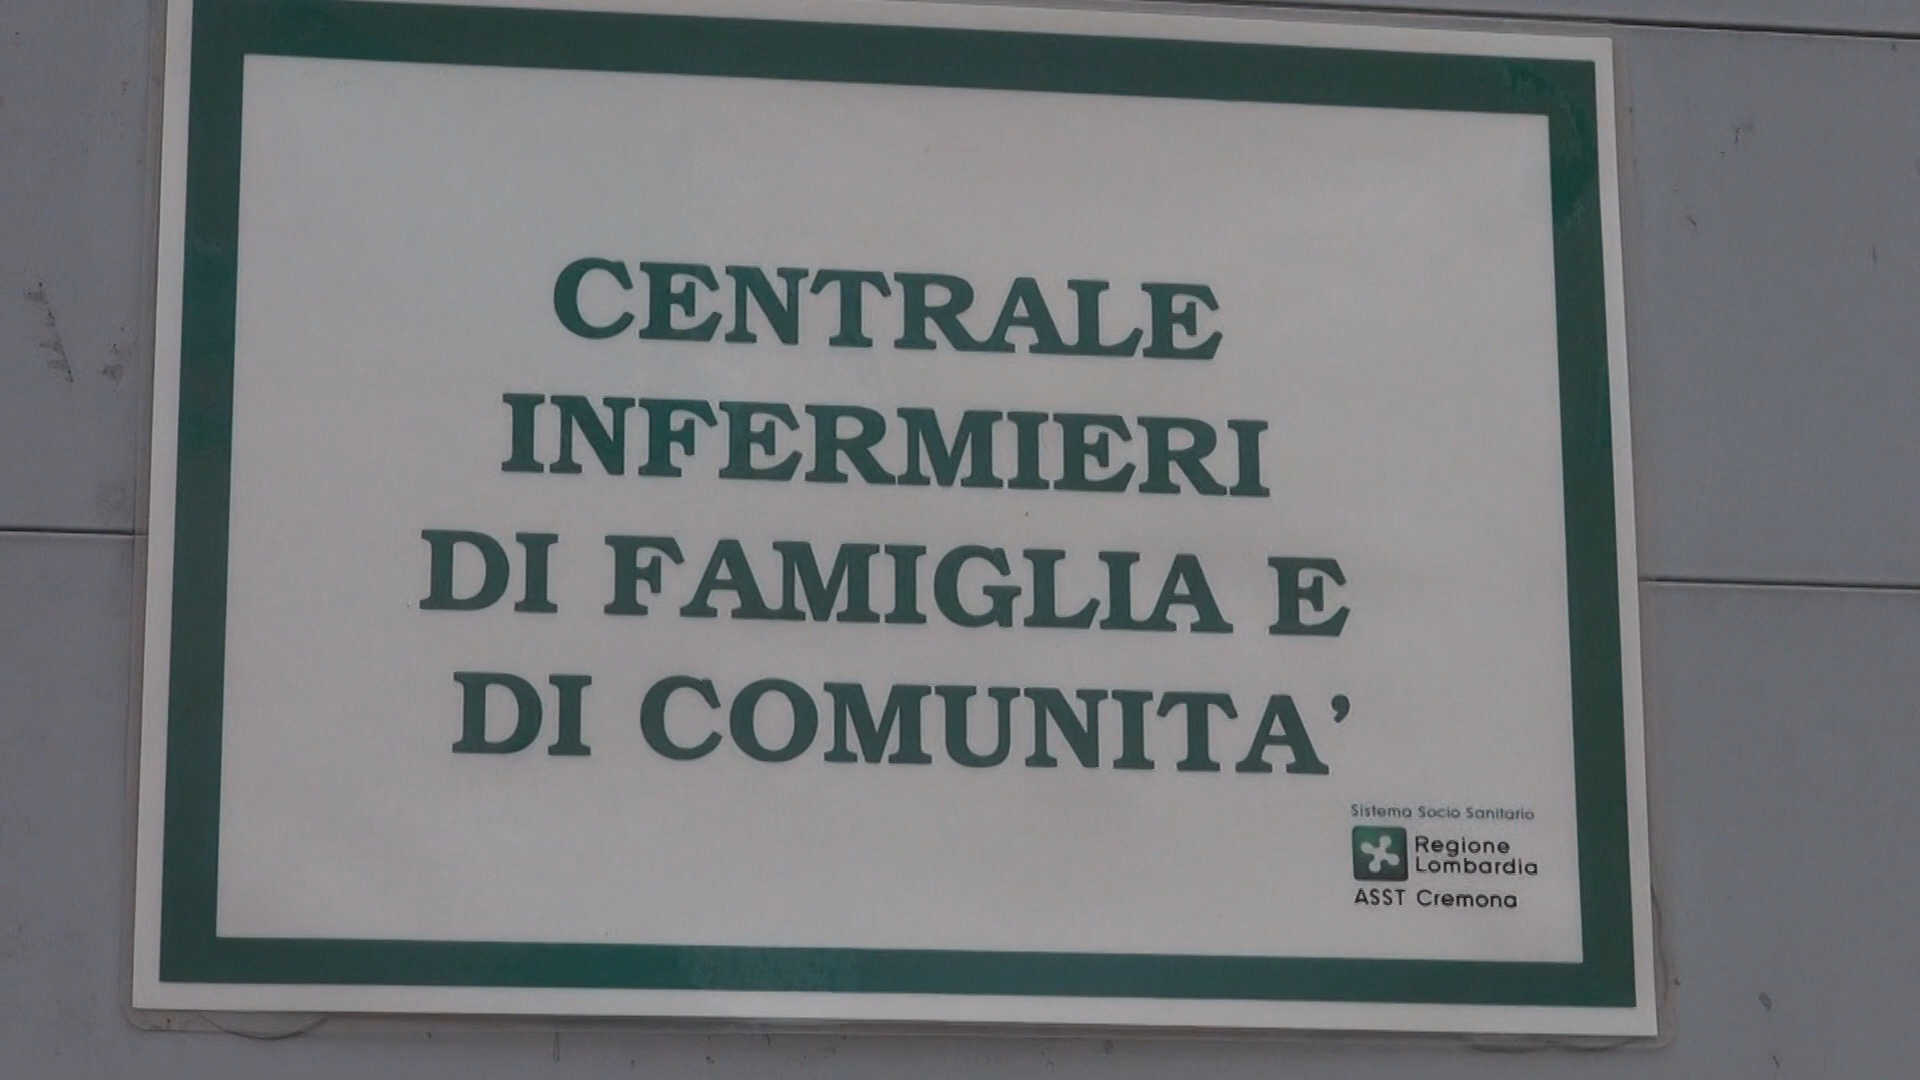 CENTRALE
INFERMIERI
DI FAMIGLIA E
DI COMUNITA'
Sistema Socio Sanitario
Regione
Lombardia
ASST Cremona